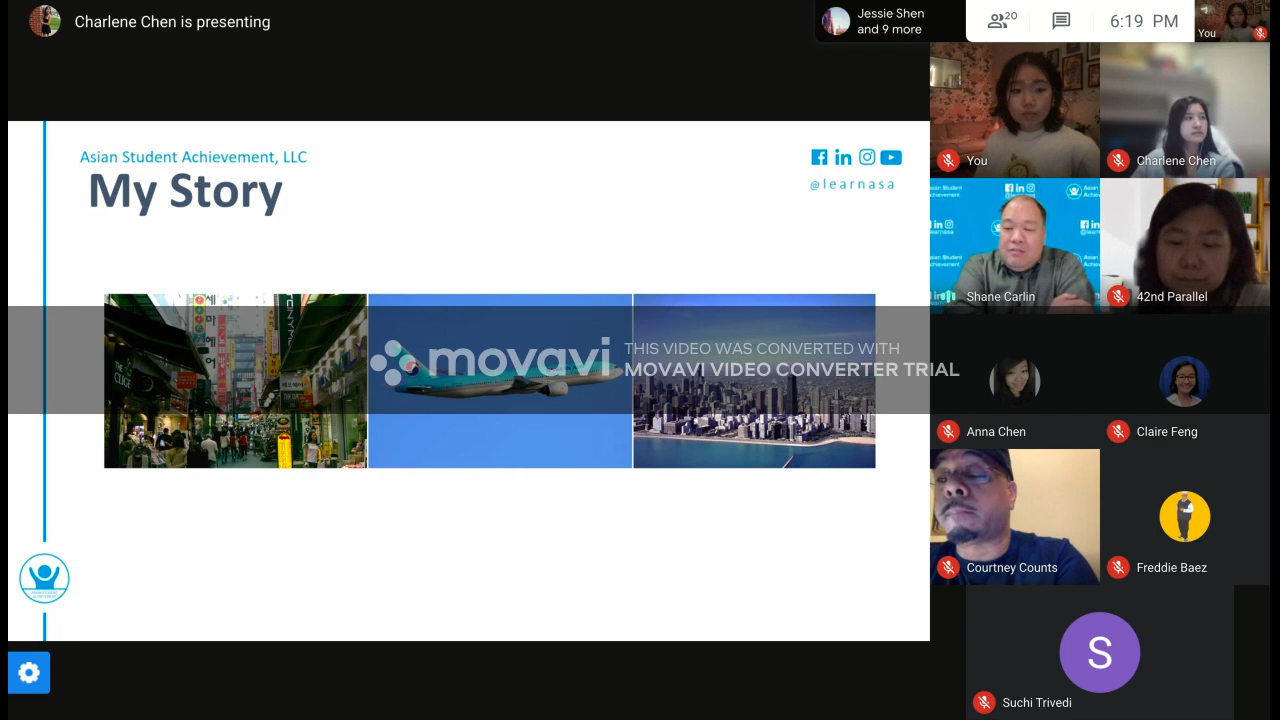 Charlene Chen is presenting
Jessie Shen
and 9 more
20
6:19 PM
You
Asian Student Achievement, LLC
My Story
@learnasa
You
Charlene Chen
Shane Carlin
42nd Parallel
movavi
THIS VIDEO WAS CONVERTED WITH
MOVAVI VIDEO CONVERTER TRIAL
Anna Chen
Claire Feng
Courtney Counts
Freddie Baez
S
Suchi Trivedi